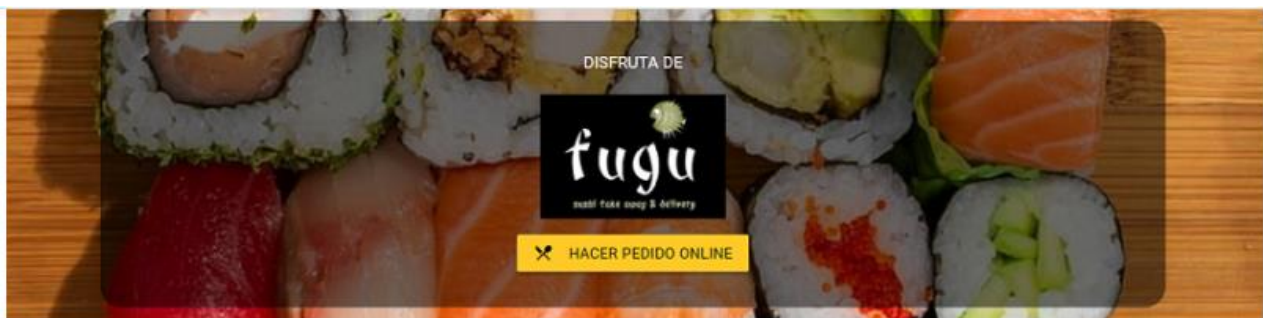 DISFRUTA DE
fugu
sushi take away & delivery
HACER PEDIDO ONLINE